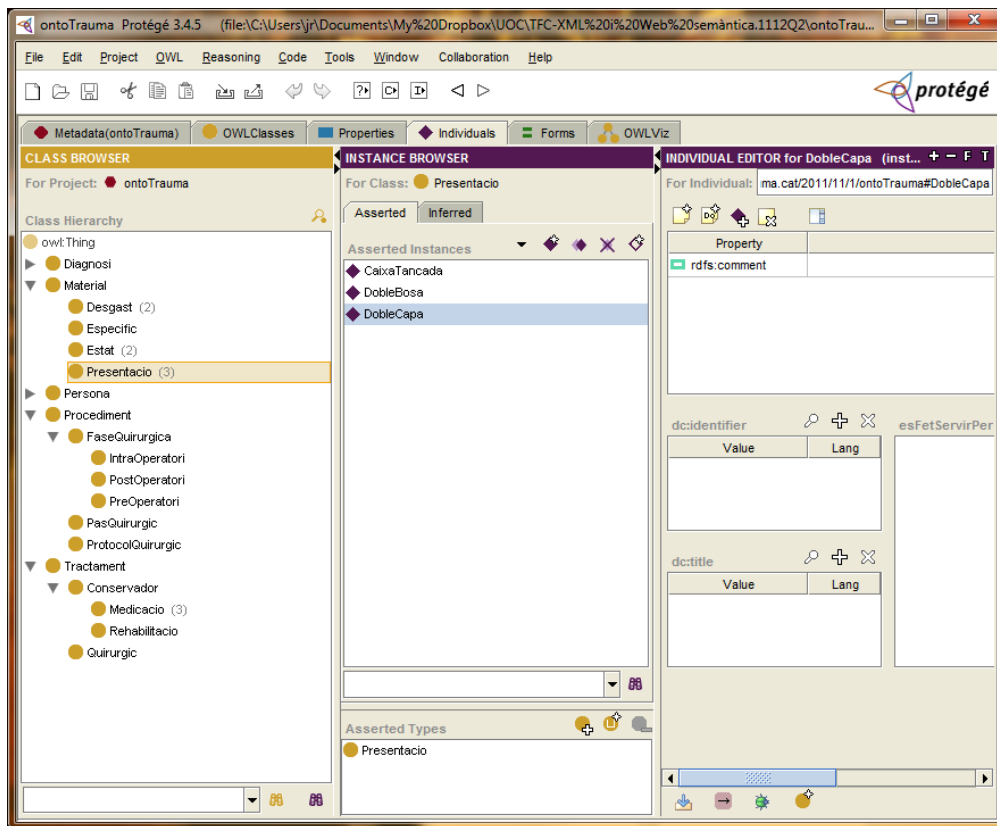 ontoTrauma Protégé 3.4.5 (file:\C:\Users\jr\Documents\My%20Dropbox\UOC\TFC-XML%20i%20Web%20semàntica.1112Q2\ontoTrau...
File Edit Project OWL Reasoning Code Tools Window Collaboration Help
protégé
Metadata(ontoTrauma) OWLClasses Properties Individuals Forms OWLViz
CLASS BROWSER
For Project: ontoTrauma
Class Hierarchy
owl:Thing
Diagnosi
Material
Desgast (2)
Especific
Estat (2)
Presentacio (3)
Persona
Procediment
FaseQuirurgica
IntraOperatori
PostOperatori
PreOperatori
PasQuirurgic
ProtocolQuirurgic
Tractament
Conservador
Medicacio (3)
Rehabilitacio
Quirurgic
INSTANCE BROWSER
For Class: Presentacio
Asserted Inferred
Asserted Instances
CaixaTancada
DobleBosa
DobleCapa
Asserted Types
Presentacio
INDIVIDUAL EDITOR for DobleCapa (inst... + − F T
For Individual: ma.cat/2011/11/1/ontoTrauma#DobleCapa
Property
rdfs:comment
dc:identifier
Value Lang
esFetServirPer
dc:title
Value Lang